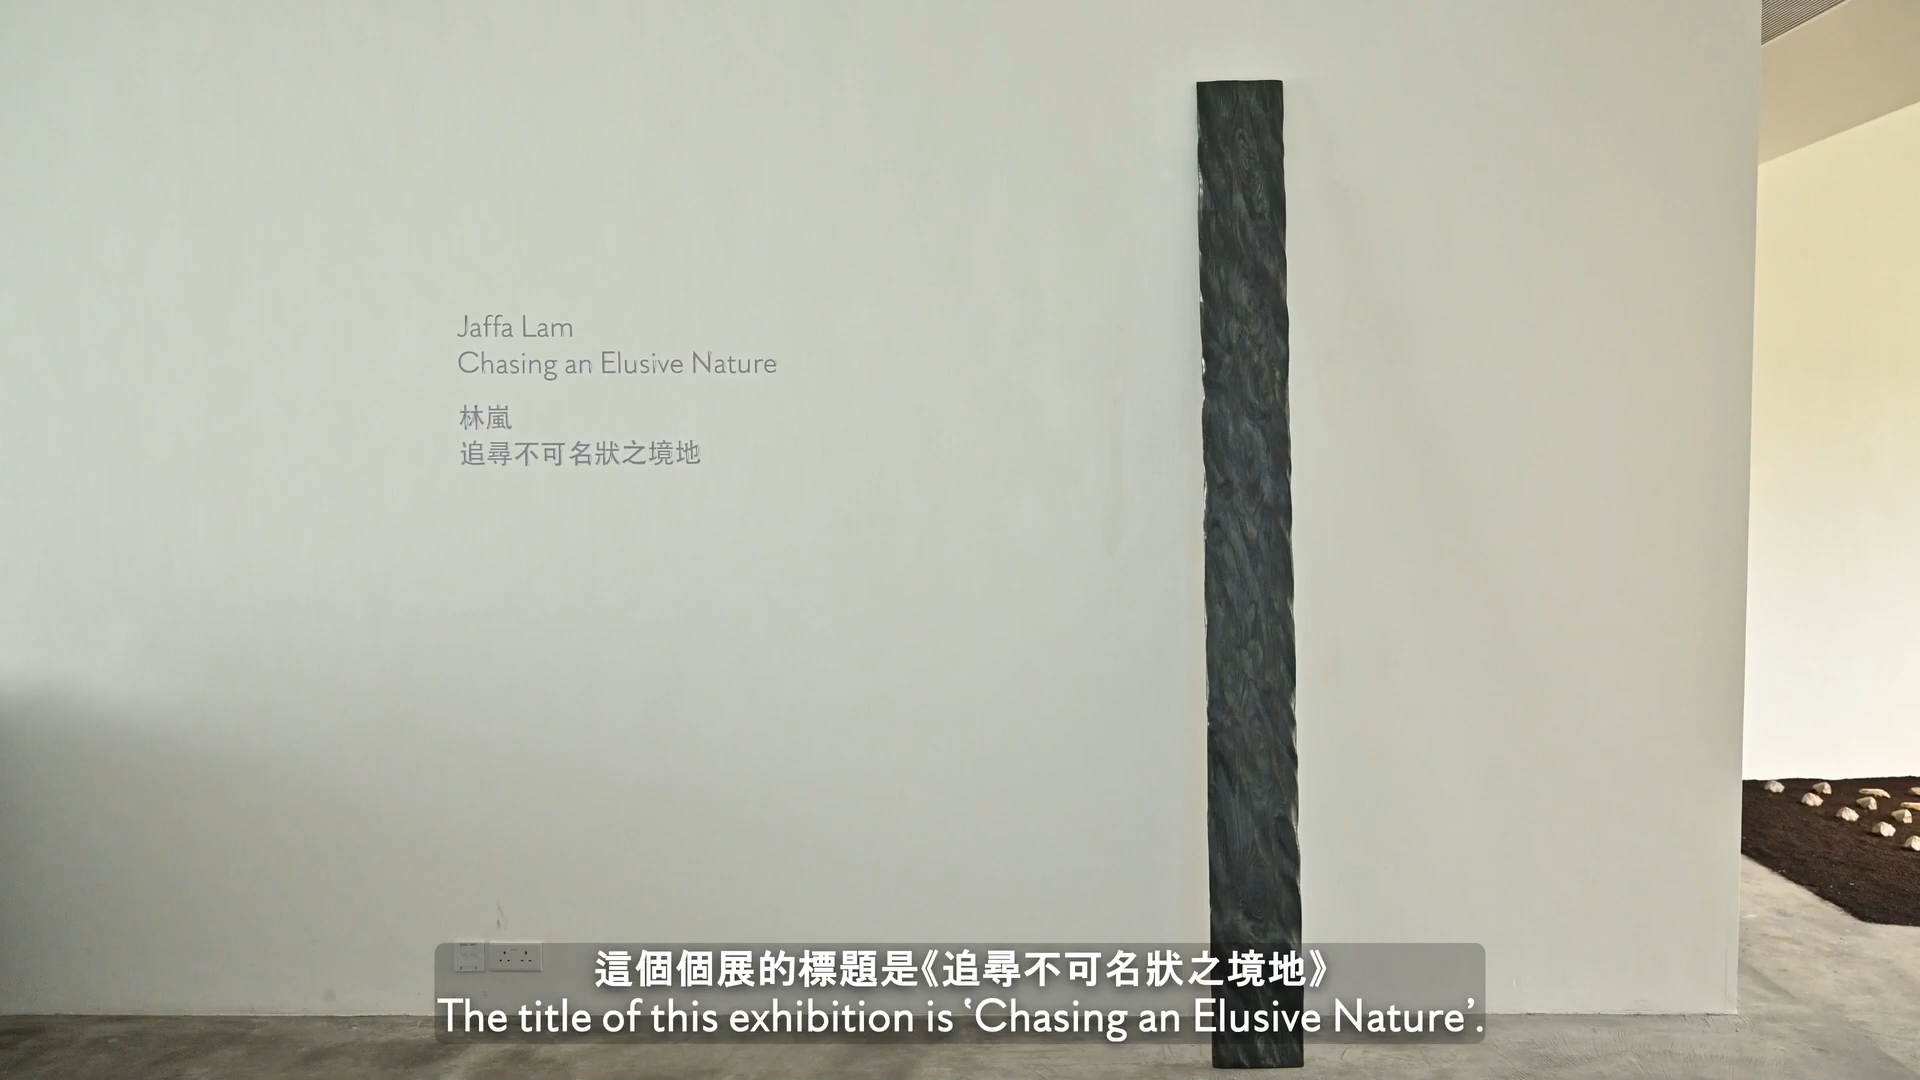 Jaffa Lam
Chasing an Elusive Nature
林嵐
追尋不可名狀之境地
這個個展的標題是《追尋不可名狀之境地》
The title of this exhibition is ‘Chasing an Elusive Nature’.